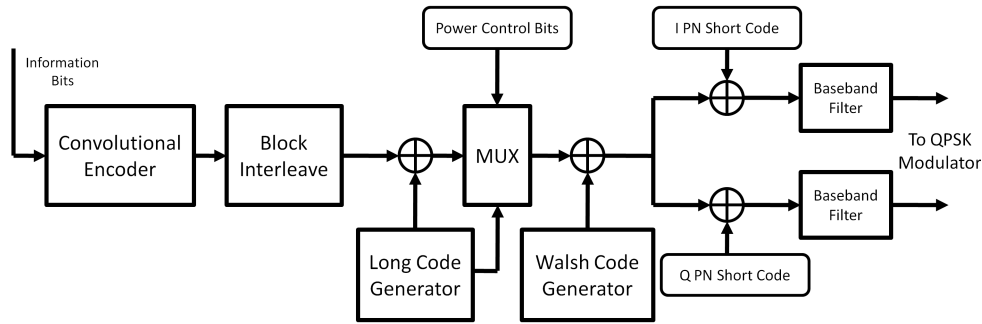 Power Control Bits
I PN Short Code
Information
Bits
Baseband
Filter
Convolutional
Encoder
Block
Interleave
MUX
To QPSK
Modulator
Baseband
Filter
Long Code
Generator
Walsh Code
Generator
Q PN Short Code